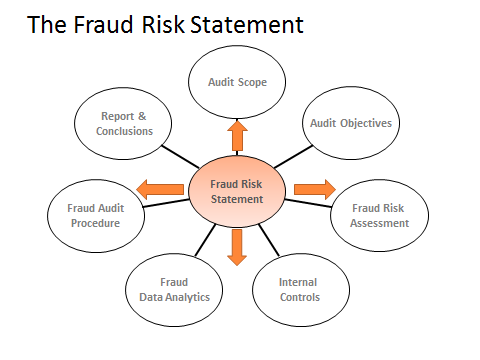 The Fraud Risk Statement
Audit Scope
Report &
Conclusions
Audit Objectives
Fraud Risk
Statement
Fraud Audit
Procedure
Fraud Risk
Assessment
Fraud
Data Analytics
Internal
Controls